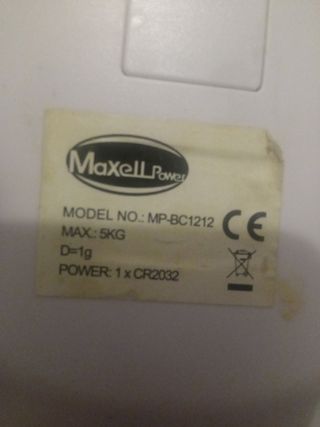 MaxellPower
MODEL NO.: MP-BC1212
MAX.: 5KG
D=1g
POWER: 1 x CR2032
CE